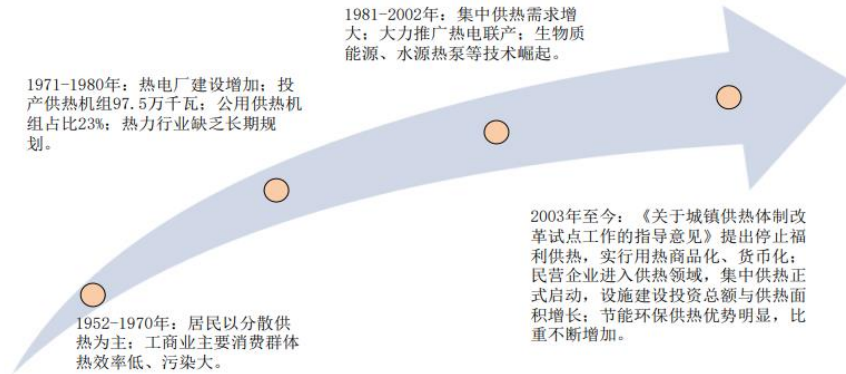 1981-2002年：集中供热需求增
大；大力推广热电联产；生物质
能源、水源热泵等技术崛起。
1971-1980年：热电厂建设增加；投
产供热机组97.5万千瓦；公用供热机
组占比23%；热力行业缺乏长期规
划。
2003年至今：《关于城镇供热体制改
革试点工作的指导意见》提出停止福
利供热，实行用热商品化、货币化；
民营企业进入供热领域，集中供热正
式启动，设施建设投资总额与供热面
积增长；节能环保供热优势明显，比
重不断增加。
1952-1970年：居民以分散供
热为主；工商业主要消费群体
热效率低、污染大。